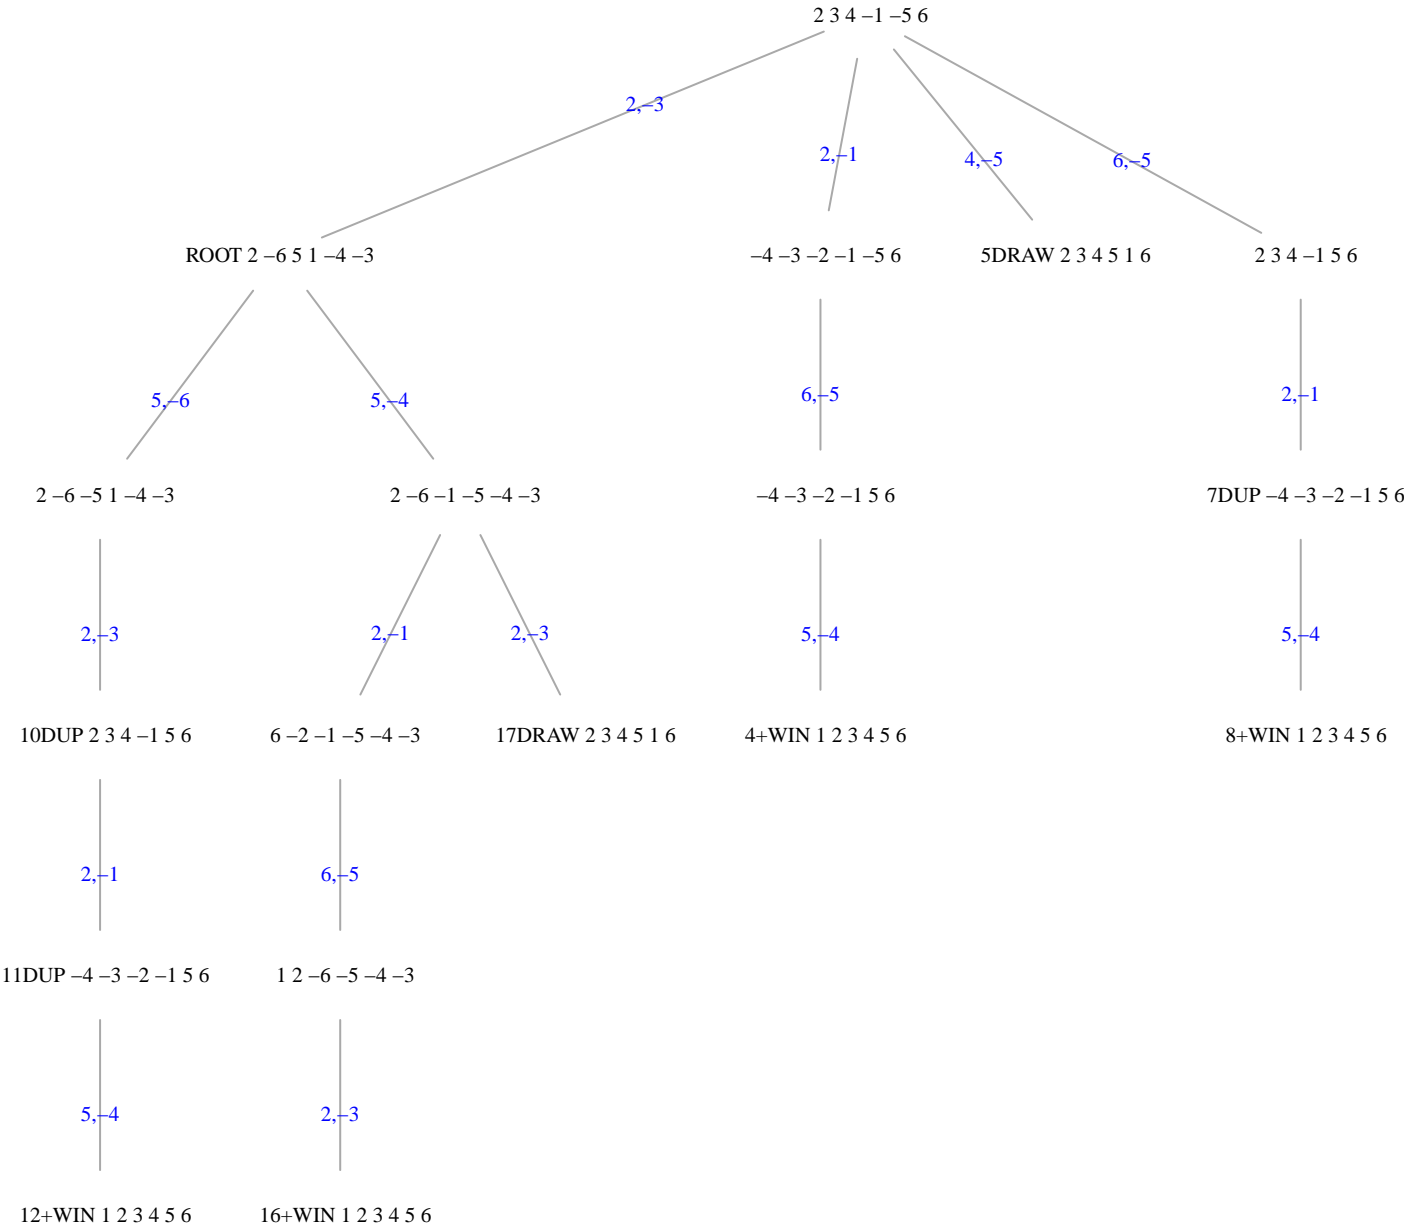 2 3 4 –1 –5 6
2,–3
2,–1
4,–5
6,–5
ROOT 2 –6 5 1 –4 –3
–4 –3 –2 –1 –5 6
5DRAW 2 3 4 5 1 6
2 3 4 –1 5 6
5,–6
5,–4
6,–5
2,–1
2 –6 –5 1 –4 –3
2 –6 –1 –5 –4 –3
–4 –3 –2 –1 5 6
7DUP –4 –3 –2 –1 5 6
2,–3
2,–1
2,–3
5,–4
5,–4
10DUP 2 3 4 –1 5 6
6 –2 –1 –5 –4 –3
17DRAW 2 3 4 5 1 6
4+WIN 1 2 3 4 5 6
8+WIN 1 2 3 4 5 6
2,–1
6,–5
11DUP –4 –3 –2 –1 5 6
1 2 –6 –5 –4 –3
5,–4
2,–3
12+WIN 1 2 3 4 5 6
16+WIN 1 2 3 4 5 6